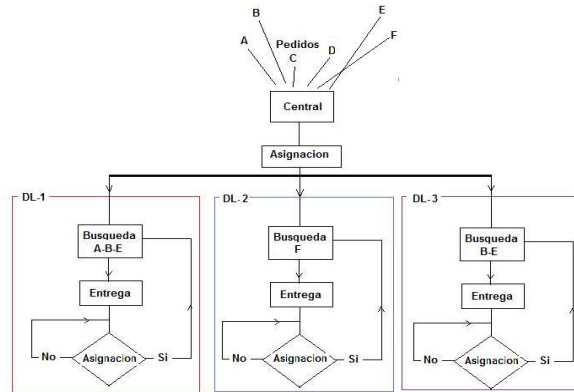 E
B
F
A
Pedidos
D
C
Central
Asignacion
DL-1
DL-2
DL-3
Busqueda
A-B-E
Busqueda
F
Busqueda
B-E
Entrega
Entrega
Entrega
No
Asignacion
Si
No
Asignacion
Si
No
Asignacion
Si